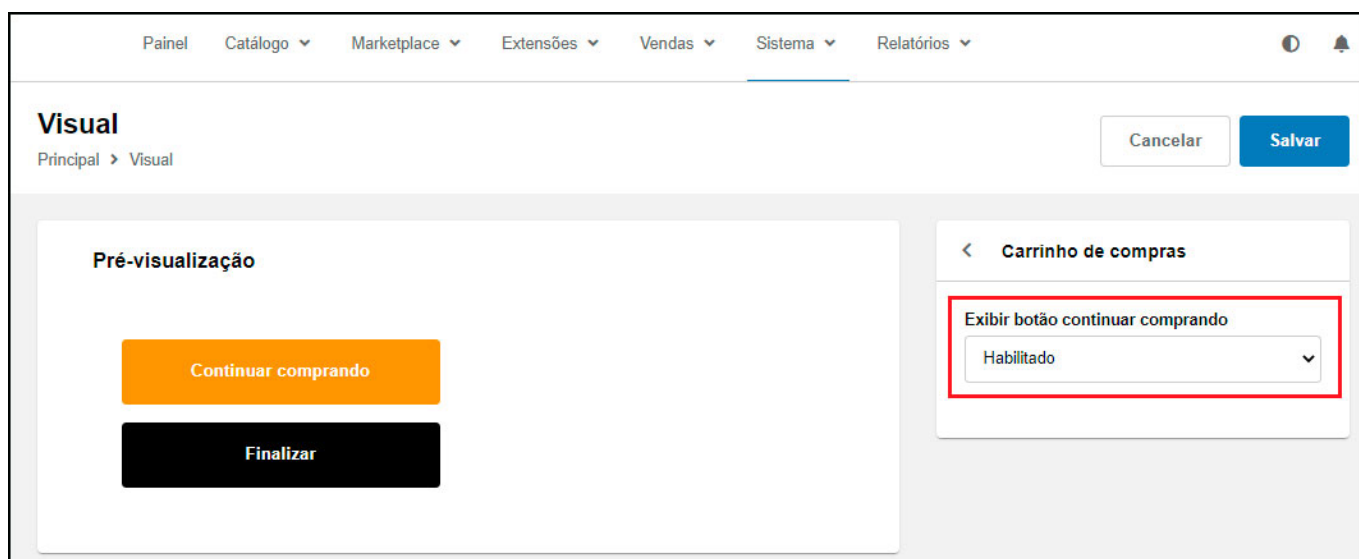 Painel Catálogo Marketplace Extensões Vendas Sistema Relatórios
Visual
Principal > Visual
Cancelar Salvar
Pré-visualização
Continuar comprando
Finalizar
Carrinho de compras
Exibir botão continuar comprando
Habilitado